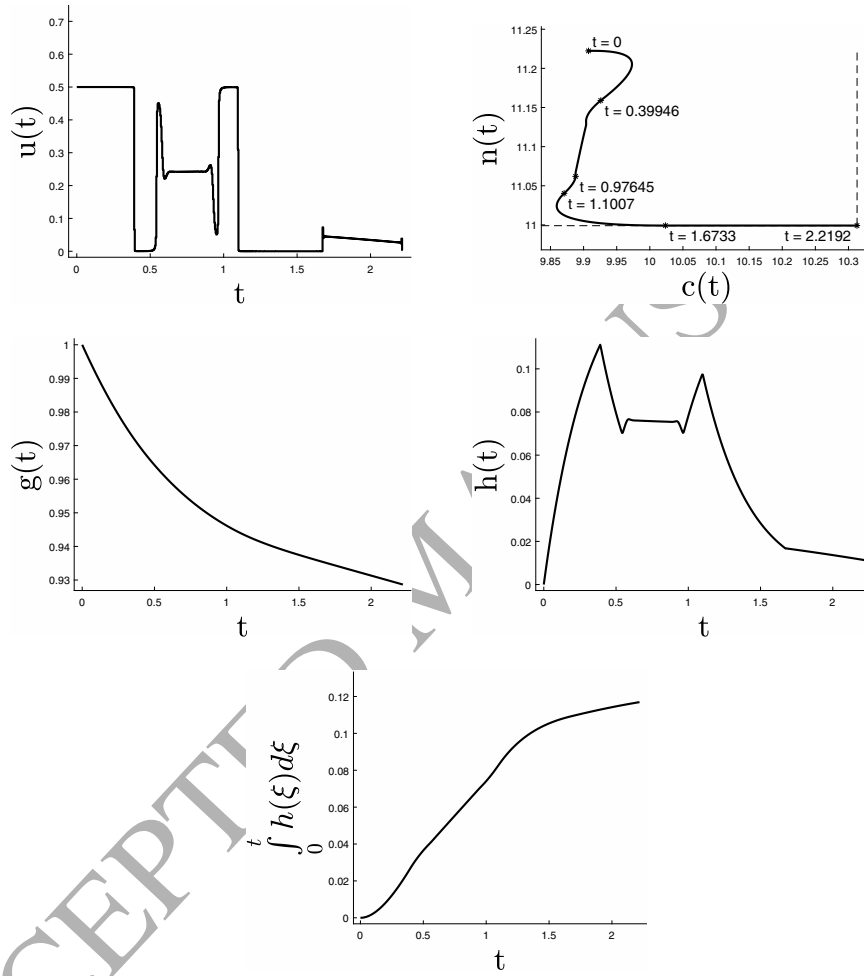 u(t)
0.7
0.6
0.5
0.4
0.3
0.2
0.1
0
0 0.5 1 1.5 2
t
n(t)
11.25
11.2
11.15
11.1
11.05
11
t = 0
t = 0.39946
t = 0.97645
t = 1.1007
t = 1.6733
t = 2.2192
9.85 9.9 9.95 10 10.05 10.1 10.15 10.2 10.25 10.3
c(t)
g(t)
1
0.99
0.98
0.97
0.96
0.95
0.94
0.93
0 0.5 1 1.5 2
t
h(t)
0.1
0.08
0.06
0.04
0.02
0
0 0.5 1 1.5 2
t
∫₀ᵗ h(ξ)dξ
0.12
0.1
0.08
0.06
0.04
0.02
0
0 0.5 1 1.5 2
t